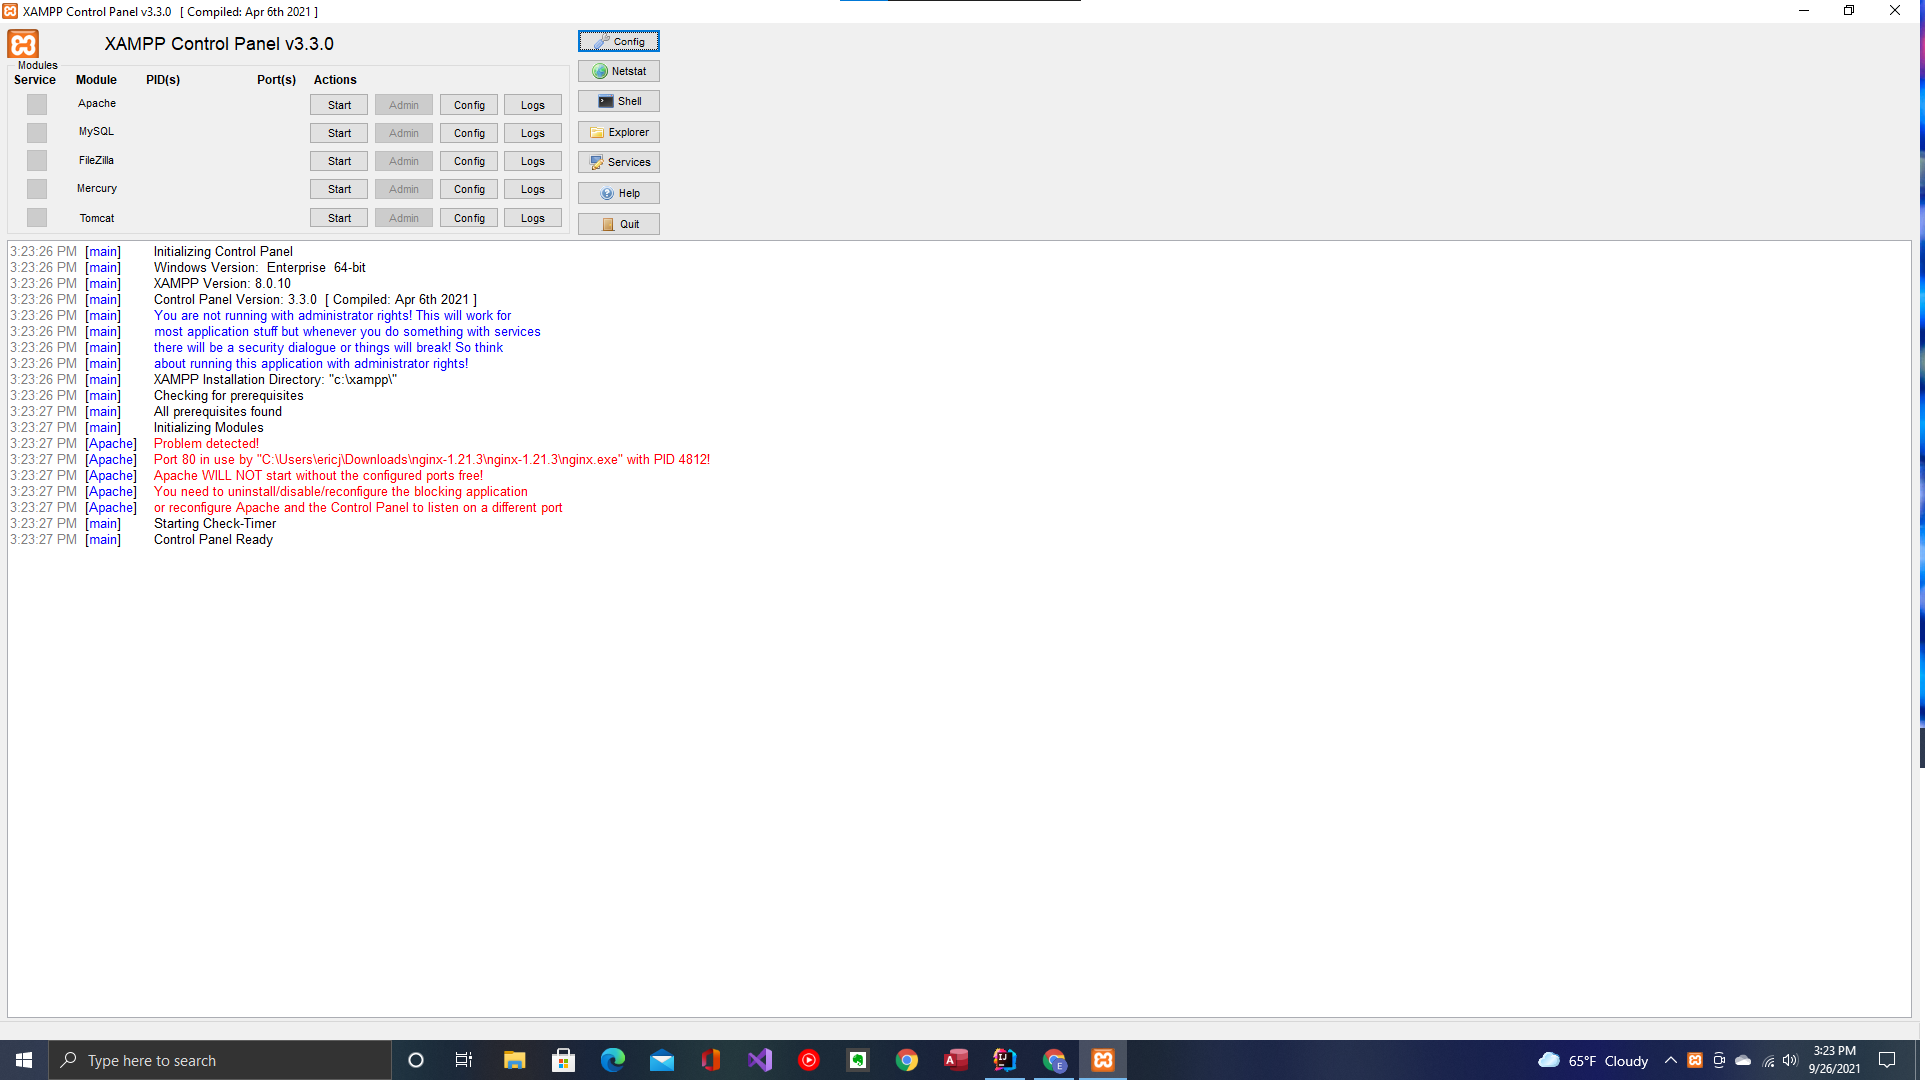 XAMPP Control Panel v3.3.0 [ Compiled: Apr 6th 2021 ]
XAMPP Control Panel v3.3.0
Config
Modules
Netstat
Service Module PID(s) Port(s) Actions
Apache Start Admin Config Logs
Shell
MySQL Start Admin Config Logs
Explorer
FileZilla Start Admin Config Logs
Services
Mercury Start Admin Config Logs
Help
Tomcat Start Admin Config Logs
Quit
3:23:26 PM [main] Initializing Control Panel
3:23:26 PM [main] Windows Version: Enterprise 64-bit
3:23:26 PM [main] XAMPP Version: 8.0.10
3:23:26 PM [main] Control Panel Version: 3.3.0 [ Compiled: Apr 6th 2021 ]
3:23:26 PM [main] You are not running with administrator rights! This will work for
3:23:26 PM [main] most application stuff but whenever you do something with services
3:23:26 PM [main] there will be a security dialogue or things will break! So think
3:23:26 PM [main] about running this application with administrator rights!
3:23:26 PM [main] XAMPP Installation Directory: "c:\xampp\"
3:23:26 PM [main] Checking for prerequisites
3:23:27 PM [main] All prerequisites found
3:23:27 PM [main] Initializing Modules
3:23:27 PM [Apache] Problem detected!
3:23:27 PM [Apache] Port 80 in use by "C:\Users\ericj\Downloads\nginx-1.21.3\nginx-1.21.3\nginx.exe" with PID 4812!
3:23:27 PM [Apache] Apache WILL NOT start without the configured ports free!
3:23:27 PM [Apache] You need to uninstall/disable/reconfigure the blocking application
3:23:27 PM [Apache] or reconfigure Apache and the Control Panel to listen on a different port
3:23:27 PM [main] Starting Check-Timer
3:23:27 PM [main] Control Panel Ready
Type here to search
65°F Cloudy
3:23 PM
9/26/2021